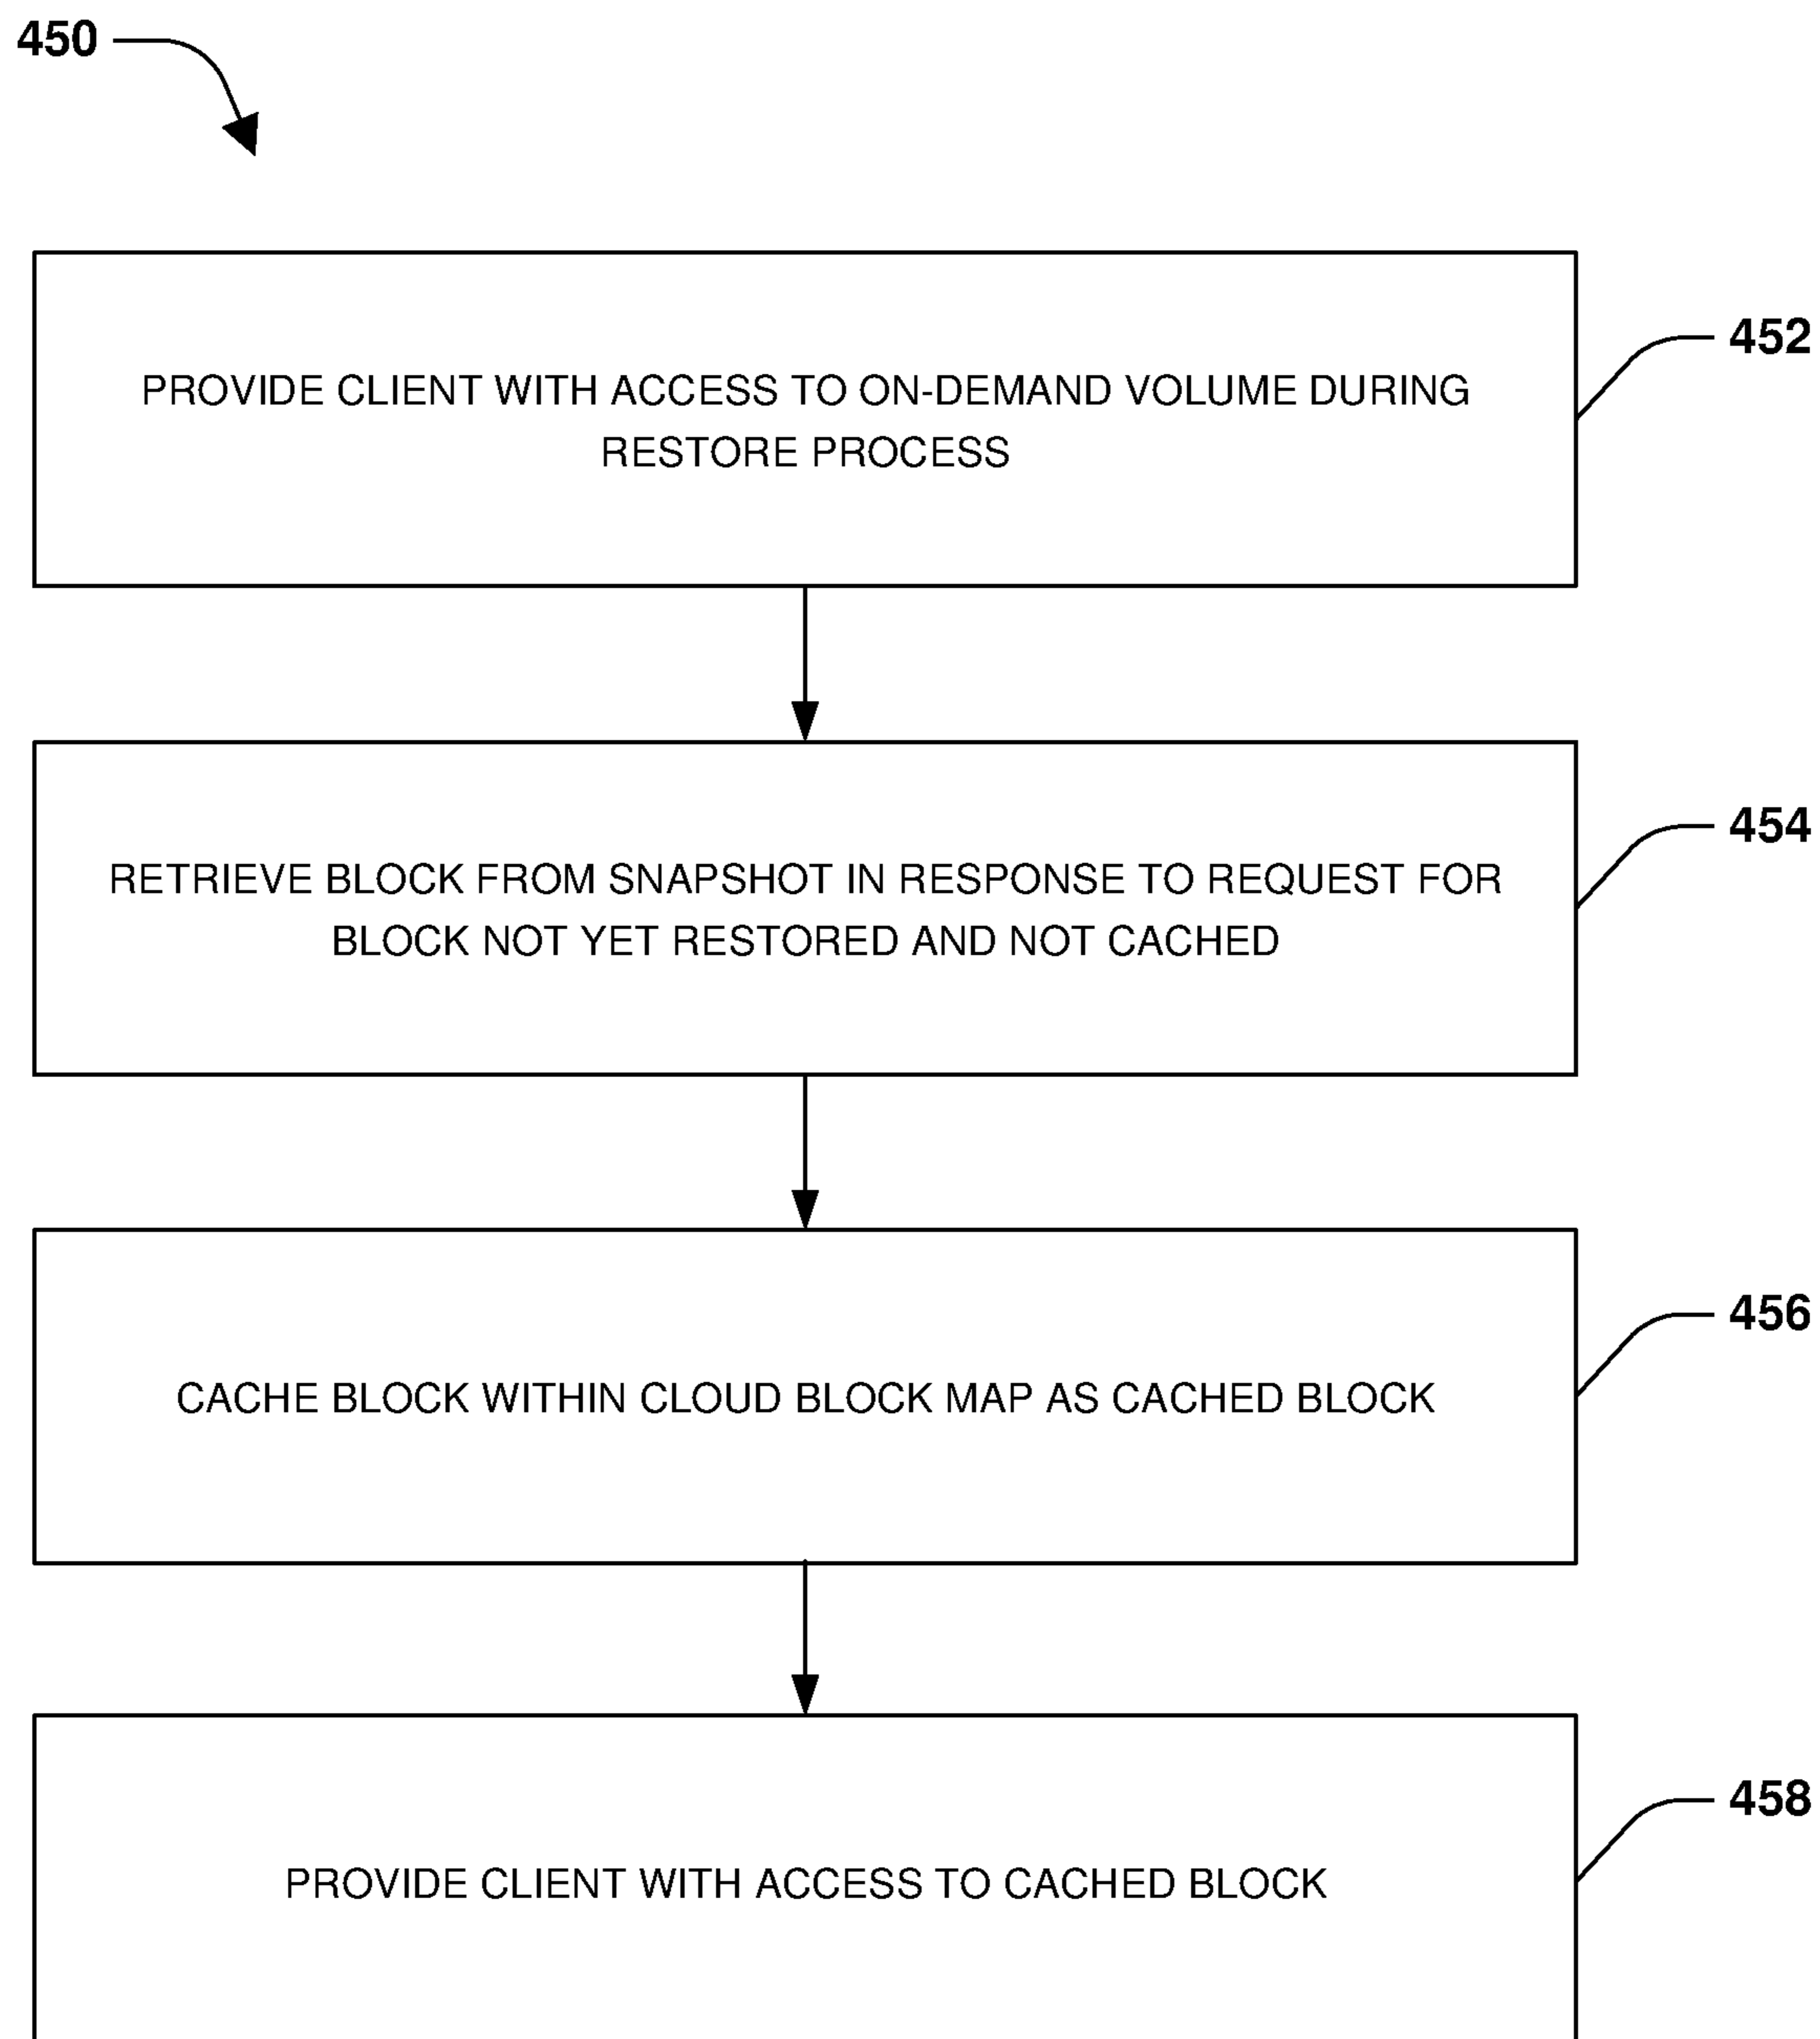 450
PROVIDE CLIENT WITH ACCESS TO ON-DEMAND VOLUME DURING
RESTORE PROCESS
452
RETRIEVE BLOCK FROM SNAPSHOT IN RESPONSE TO REQUEST FOR
BLOCK NOT YET RESTORED AND NOT CACHED
454
CACHE BLOCK WITHIN CLOUD BLOCK MAP AS CACHED BLOCK
456
PROVIDE CLIENT WITH ACCESS TO CACHED BLOCK
458